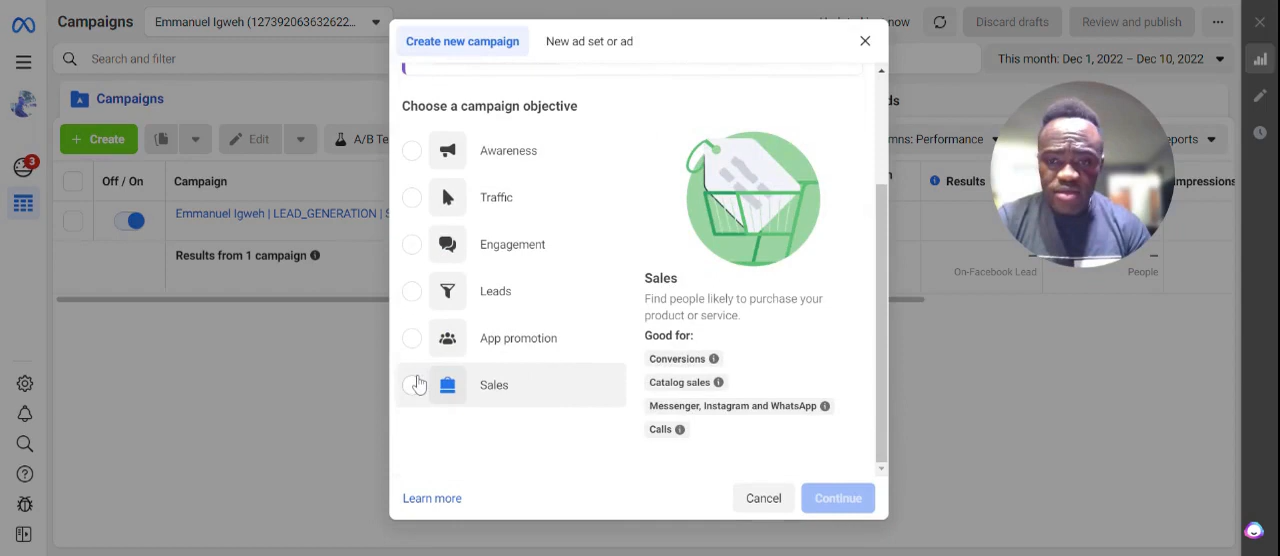 Campaigns
Emmanuel Igweh (127392063632622...
now
Discard drafts
Review and publish
Create new campaign
New ad set or ad
Search and filter
This month: Dec 1, 2022 – Dec 10, 2022
Campaigns
ds
Choose a campaign objective
+ Create
Edit
A/B Te
mns: Performance
eports
Awareness
Traffic
Engagement
Leads
App promotion
Sales
Off / On
Campaign
Results
Impressions
3
Emmanuel Igweh | LEAD_GENERATION | S
Results from 1 campaign
On-Facebook Lead
People
Sales
Find people likely to purchase your
product or service.
Good for:
Conversions
Catalog sales
Messenger, Instagram and WhatsApp
Calls
Learn more
Cancel
Continue